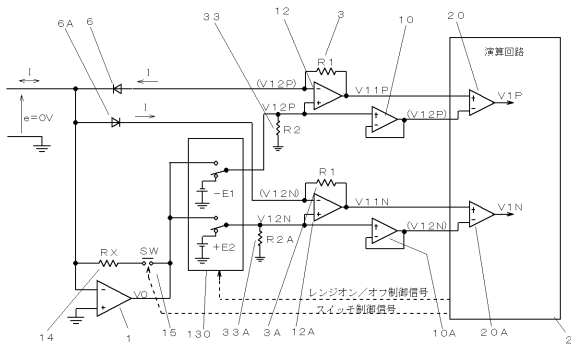 33
12
3
10
20
6A
6
R1
演算回路
I
I
(V12P)
V11P
V1P
V12P
(V12P)
e=0V
I
R2
R1
-E1
(V12N)
V11N
V1N
V12N
(V12N)
+E2
RX
SW
R2A
レンジオン/オフ制御信号
スイッチ制御信号
VO
14
1
15
130
33A
3A
12A
10A
20A
2